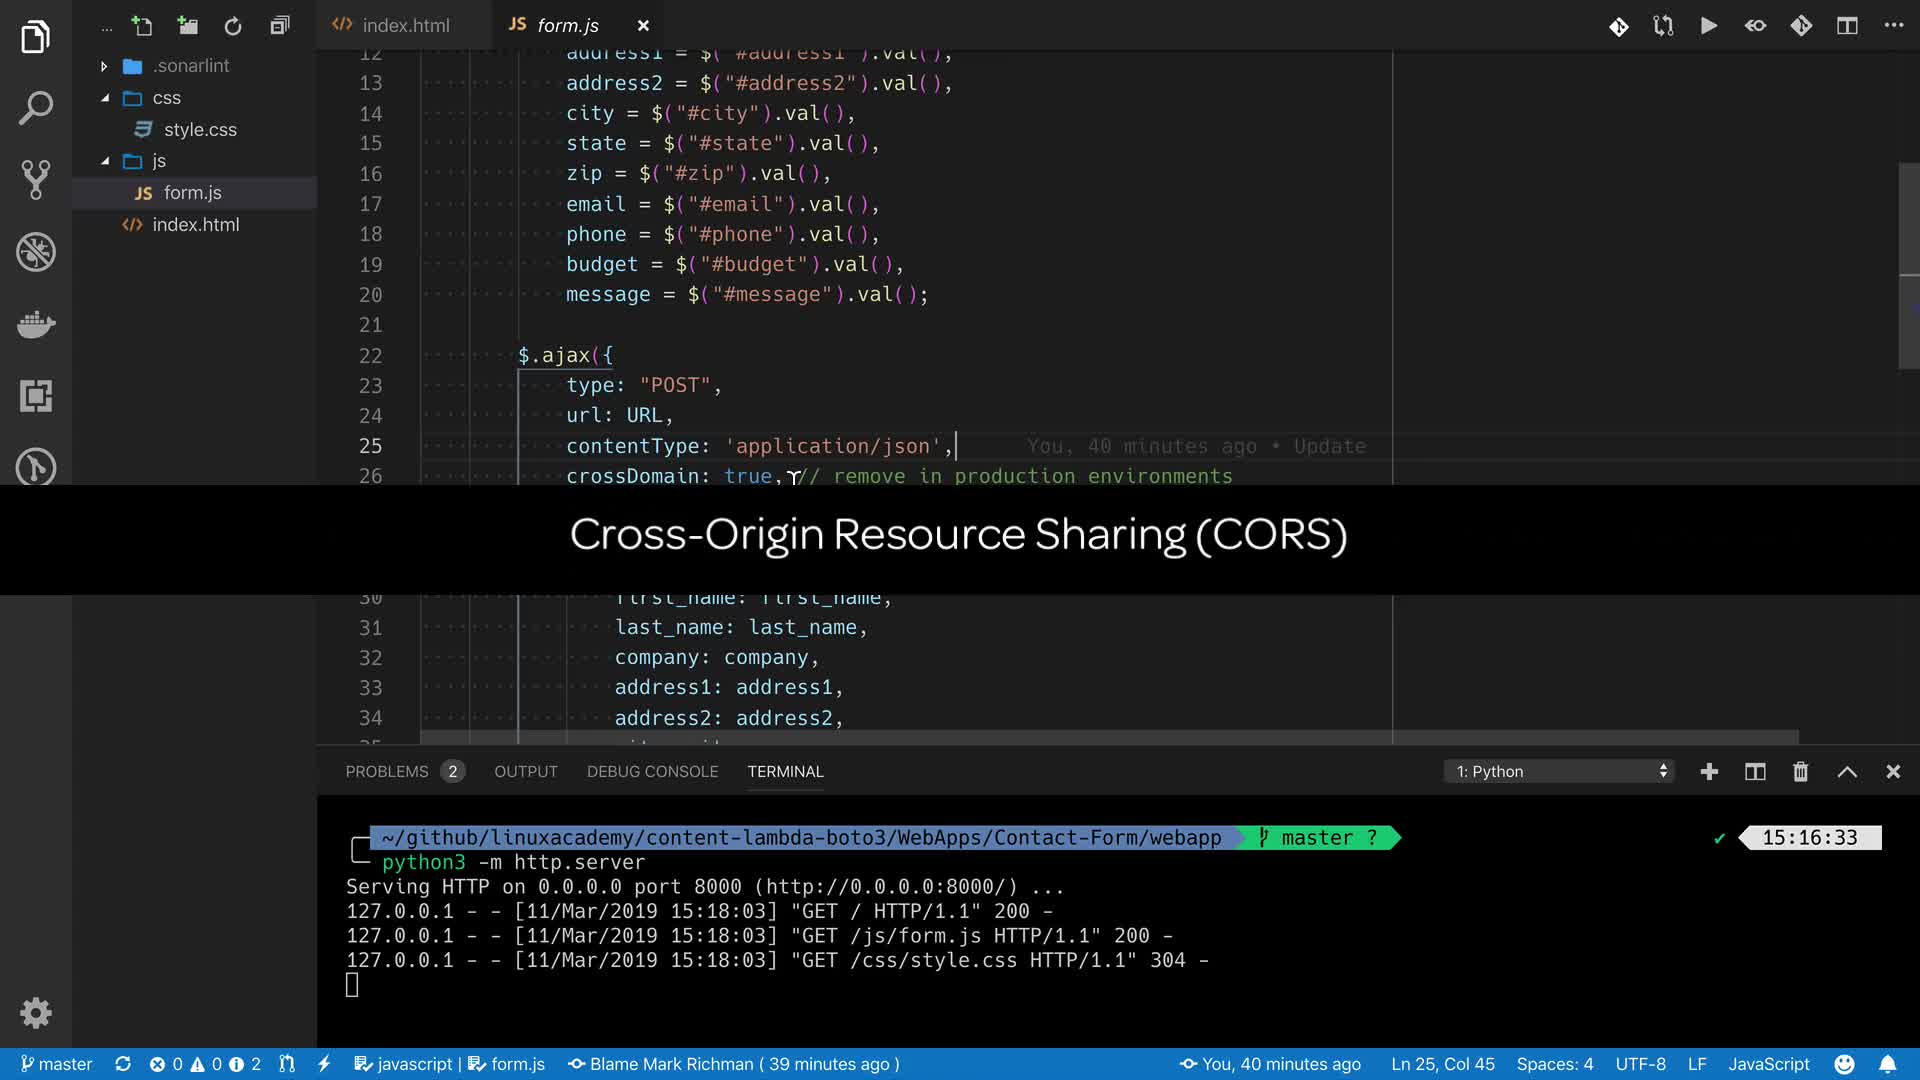 ... index.html JS form.js
.sonarlint
css
style.css
js
JS form.js
index.html
12 address1 = $("#address1").val(),
13 address2 = $("#address2").val(),
14 city = $("#city").val(),
15 state = $("#state").val(),
16 zip = $("#zip").val(),
17 email = $("#email").val(),
18 phone = $("#phone").val(),
19 budget = $("#budget").val(),
20 message = $("#message").val();
21
22 $.ajax({
23 type: "POST",
24 url: URL,
25 contentType: 'application/json', You, 40 minutes ago • Update
26 crossDomain: true, // remove in production environments
Cross-Origin Resource Sharing (CORS)
30 first_name: first_name,
31 last_name: last_name,
32 company: company,
33 address1: address1,
34 address2: address2,
PROBLEMS 2 OUTPUT DEBUG CONSOLE TERMINAL 1: Python
~/github/linuxacademy/content-lambda-boto3/WebApps/Contact-Form/webapp master ? ✔ 15:16:33
python3 -m http.server
Serving HTTP on 0.0.0.0 port 8000 (http://0.0.0.0:8000/) ...
127.0.0.1 - - [11/Mar/2019 15:18:03] "GET / HTTP/1.1" 200 -
127.0.0.1 - - [11/Mar/2019 15:18:03] "GET /js/form.js HTTP/1.1" 200 -
127.0.0.1 - - [11/Mar/2019 15:18:03] "GET /css/style.css HTTP/1.1" 304 -
master 0 0 2 javascript | form.js Blame Mark Richman ( 39 minutes ago ) You, 40 minutes ago Ln 25, Col 45 Spaces: 4 UTF-8 LF JavaScript